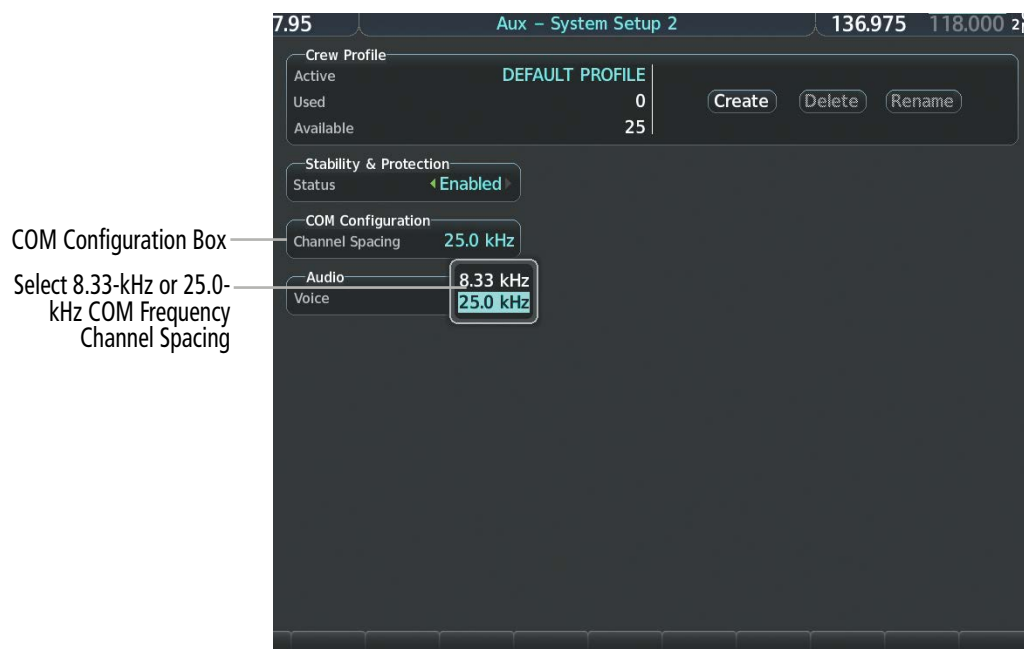 7.95 Aux – System Setup 2 136.975 118.000
Crew Profile
Active DEFAULT PROFILE
Used 0 Create Delete Rename
Available 25
Stability & Protection
Status Enabled
COM Configuration
COM Configuration Box
Channel Spacing 25.0 kHz
Select 8.33-kHz or 25.0-
kHz COM Frequency
Channel Spacing
Audio
Voice
8.33 kHz
25.0 kHz